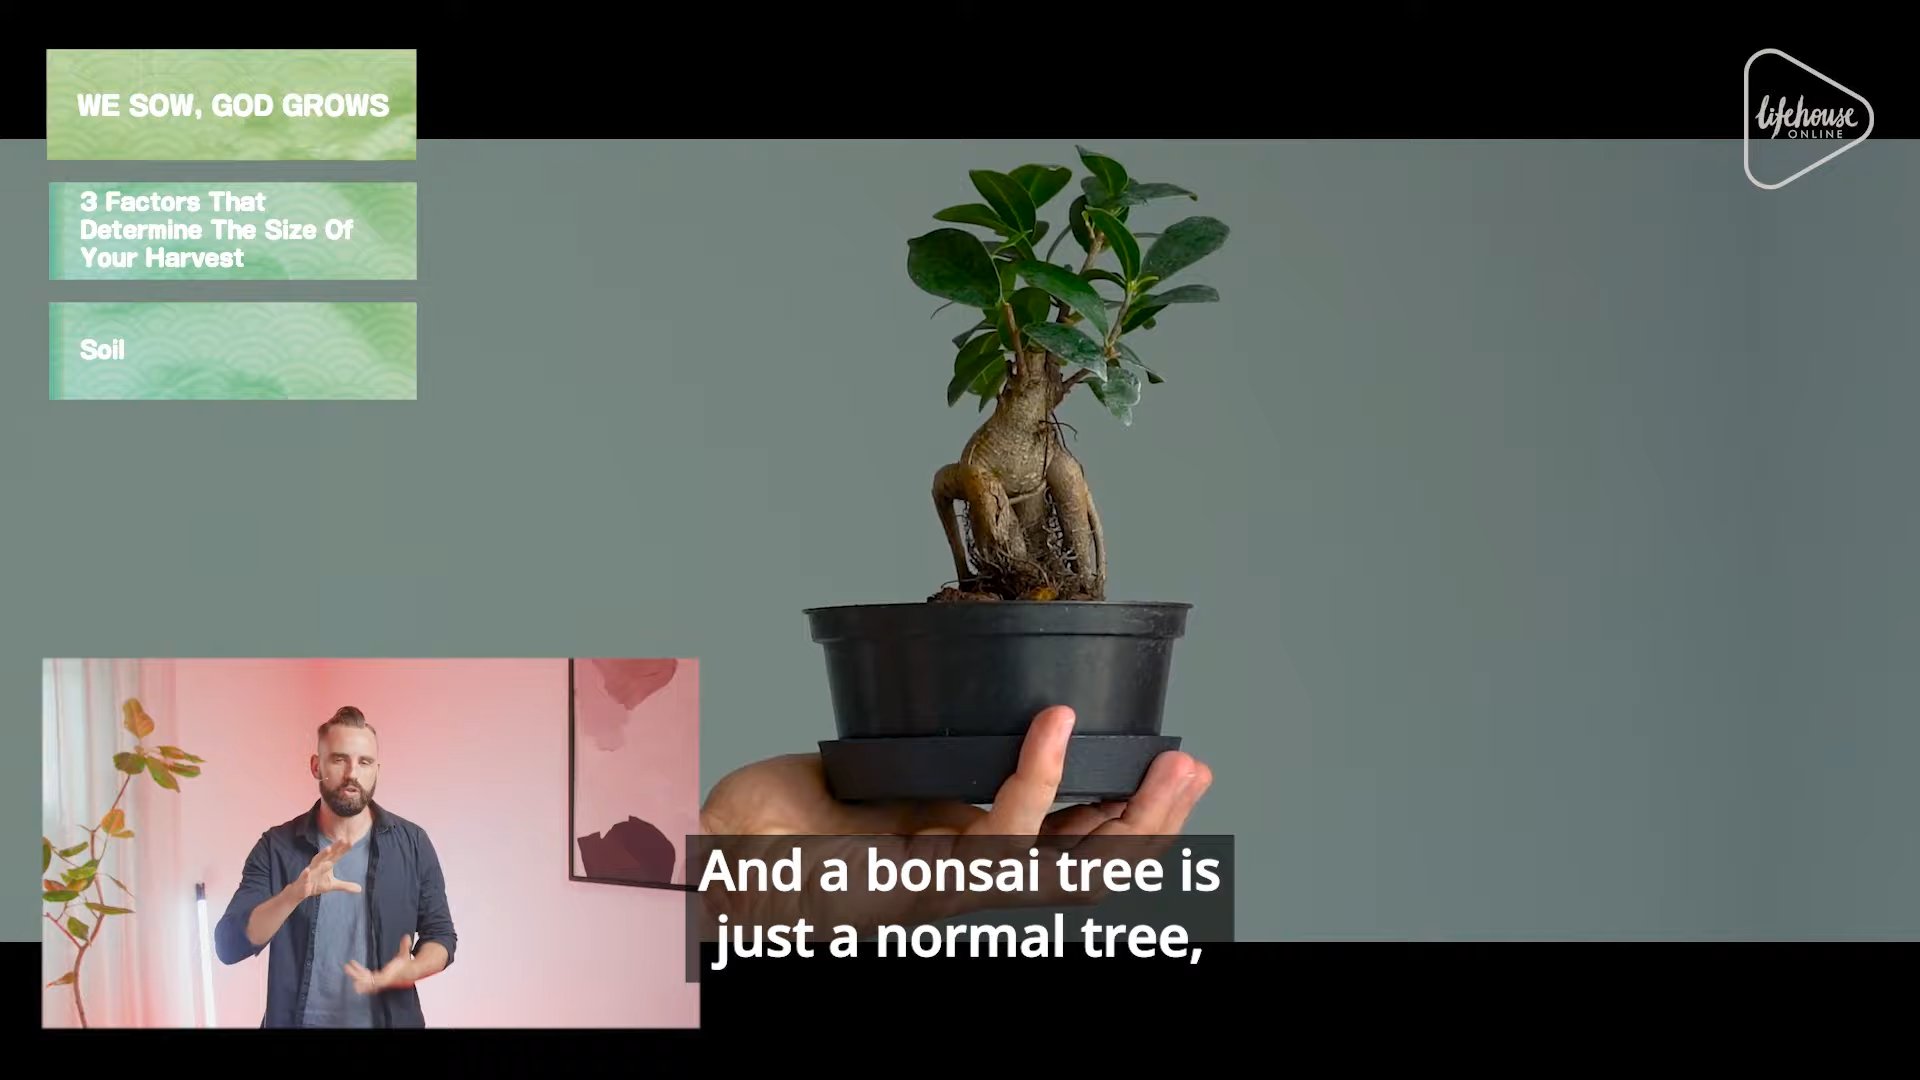 WE SOW, GOD GROWS
3 Factors That
Determine The Size Of
Your Harvest
Soil
lifehouse
ONLINE
And a bonsai tree is
just a normal tree,